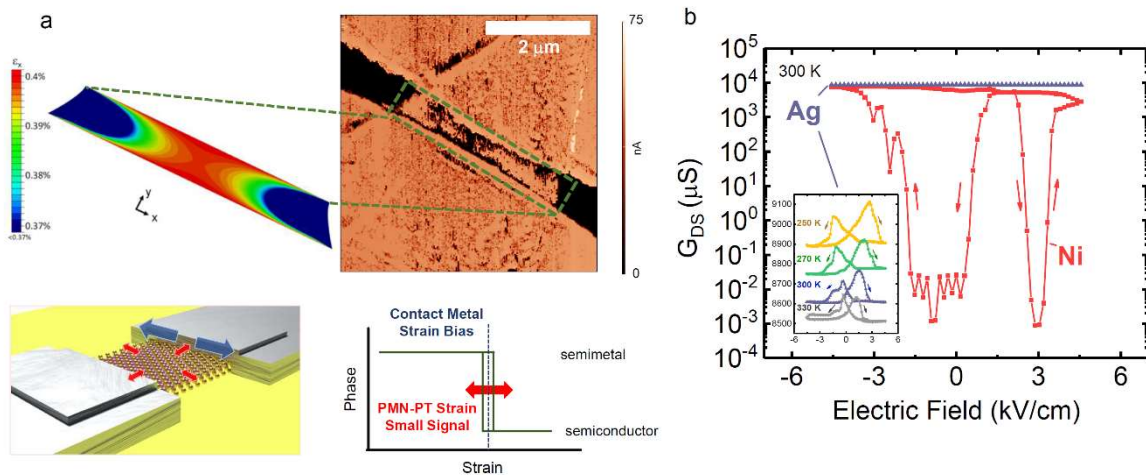 a
εx
0.4%
0.39%
0.37%
<0.37%
y
x
2 μm
75
nA
0
Contact Metal
Strain Bias
semimetal
Phase
PMN-PT Strain
Small Signal
semiconductor
Strain
b
10⁵
10⁴
10³
10²
10¹
10⁰
10⁻¹
10⁻²
10⁻³
10⁻⁴
GDS (μS)
300 K
Ag
Ni
9100
9000
8900
8800
8700
8600
8500
250 K
270 K
300 K
330 K
-6 -3 0 3 6
-6 -3 0 3 6
Electric Field (kV/cm)